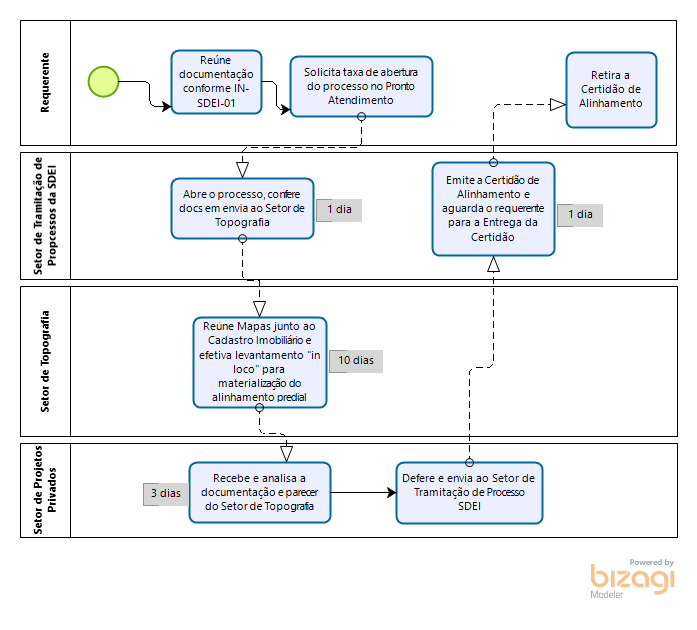 Requerente
Reúne
documentação
conforme IN-
SDEI-01
Solicita taxa de abertura
do processo no Pronto
Atendimento
Retira a
Certidão de
Alinhamento
Setor de Tramitação de
Propcessos da SDEI
Abre o processo, confere
docs em envia ao Setor de
Topografia
1 dia
Emite a Certidão de
Alinhamento e
aguarda o requerente
para a Entrega da
Certidão
1 dia
Setor de Topografia
Reúne Mapas junto ao
Cadastro Imobiliário e
efetiva levantamento "in
loco" para
materialização do
alinhamento predial
10 dias
Setor de Projetos
Privados
3 dias
Recebe e analisa a
documentação e parecer
do Setor de Topografia
Defere e envia ao Setor de
Tramitação de Processo
SDEI
Powered by
bizagi
Modeler